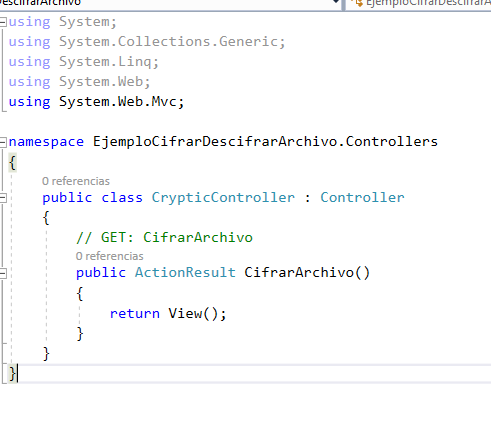 EjemploCifrarDescifrarA
using System;
using System.Collections.Generic;
using System.Linq;
using System.Web;
using System.Web.Mvc;
namespace EjemploCifrarDescifrarArchivo.Controllers
{
0 referencias
public class CrypticController : Controller
{
// GET: CifrarArchivo
0 referencias
public ActionResult CifrarArchivo()
{
return View();
}
}
}